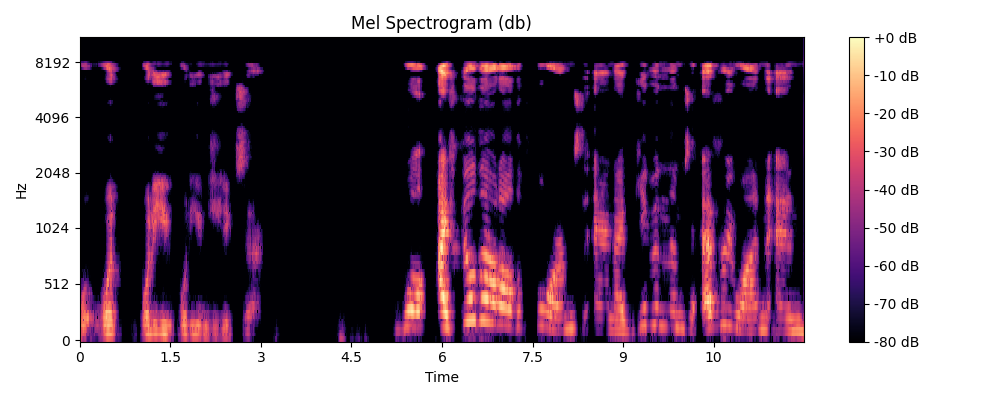 Mel Spectrogram (db)
8192
4096
2048
1024
512
0
Hz
0 1.5 3 4.5 6 7.5 9 10
Time
+0 dB
-10 dB
-20 dB
-30 dB
-40 dB
-50 dB
-60 dB
-70 dB
-80 dB